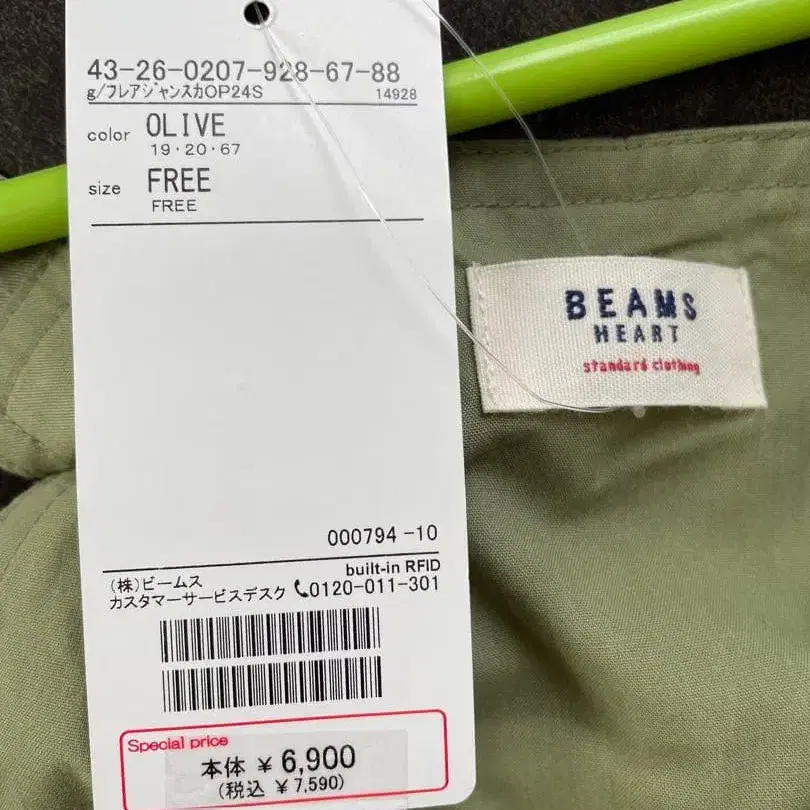 43-26-0207-928-67-88
g/フレアジャンスカOP24S 14928
color OLIVE
19・20・67
size FREE
FREE
000794 -10
built-in RFID
(株)ビームス
カスタマーサービスデスク 0120-011-301
Special price
本体 ¥ 6,900
(税込 ¥ 7,590)
BEAMS
HEART
standard clothing